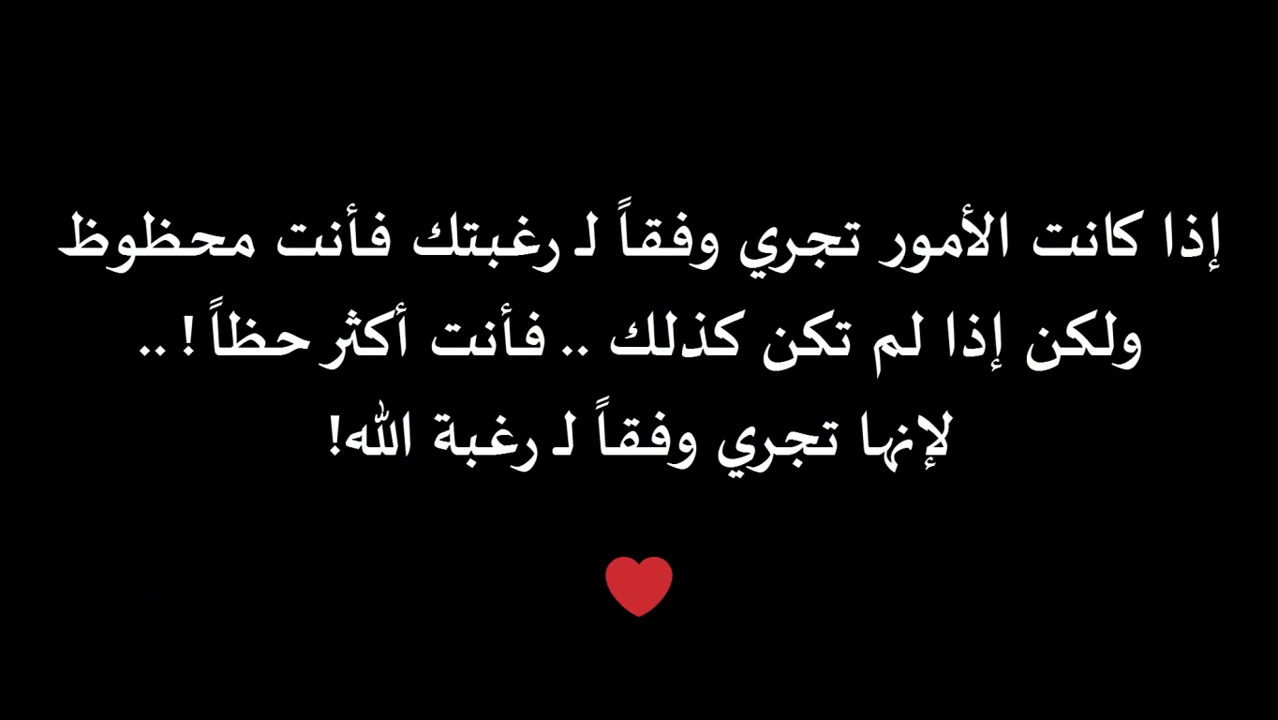 إذا كانت الأمور تجري وفقاً لـ رغبتك فأنت محظوظ
ولكن إذا لم تكن كذلك .. فأنت أكثر حظاً ! ..
لإنها تجري وفقاً لـ رغبة الله!